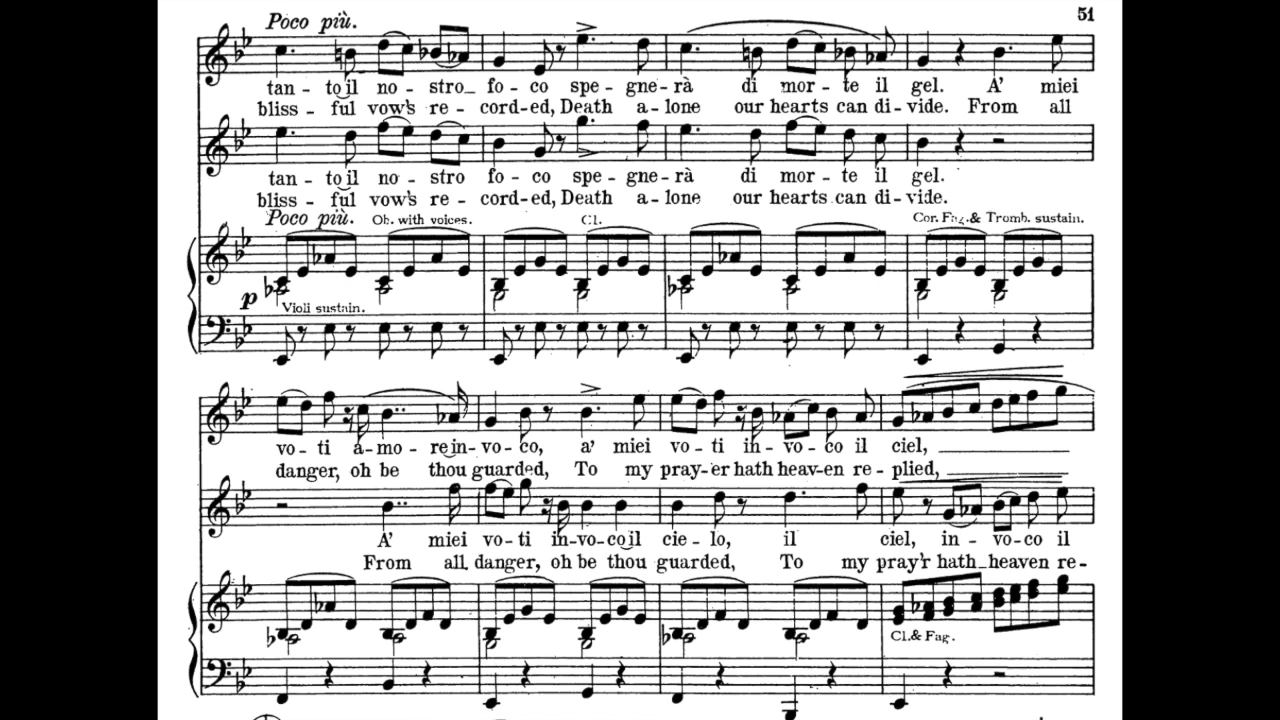 51
Poco più.
tan - to il no - stro_ fo - co spe - gne - rà di mor - te il gel. A' miei
bliss - ful vow's re - cord-ed, Death a - lone our hearts can di - vide. From all
tan - to il no - stro fo - co spe - gne - rà di mor - te il gel.
bliss - ful vow's re - cord-ed, Death a - lone our hearts can di - vide.
Poco più. Ob. with voices. Cl. Cor. Fag. & Tromb. sustain.
p
Violi sustain.
vo - ti a - mo - re in - vo - co, a' miei vo - ti in - vo - co il ciel,
danger, oh be thou guarded, To my pray-er hath heav-en re - plied,
A' miei vo - ti in - vo - co il cie - lo, il ciel, in - vo - co il
From all danger, oh be thou guarded, To my pray'r hath heaven re -
Cl. & Fag.